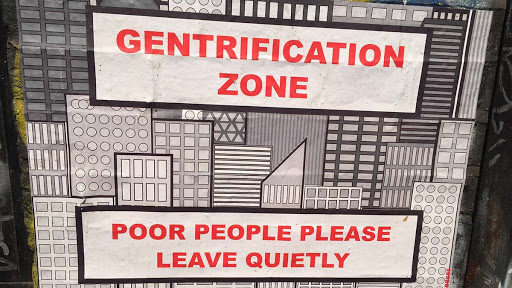 GENTRIFICATION
ZONE
POOR PEOPLE PLEASE
LEAVE QUIETLY